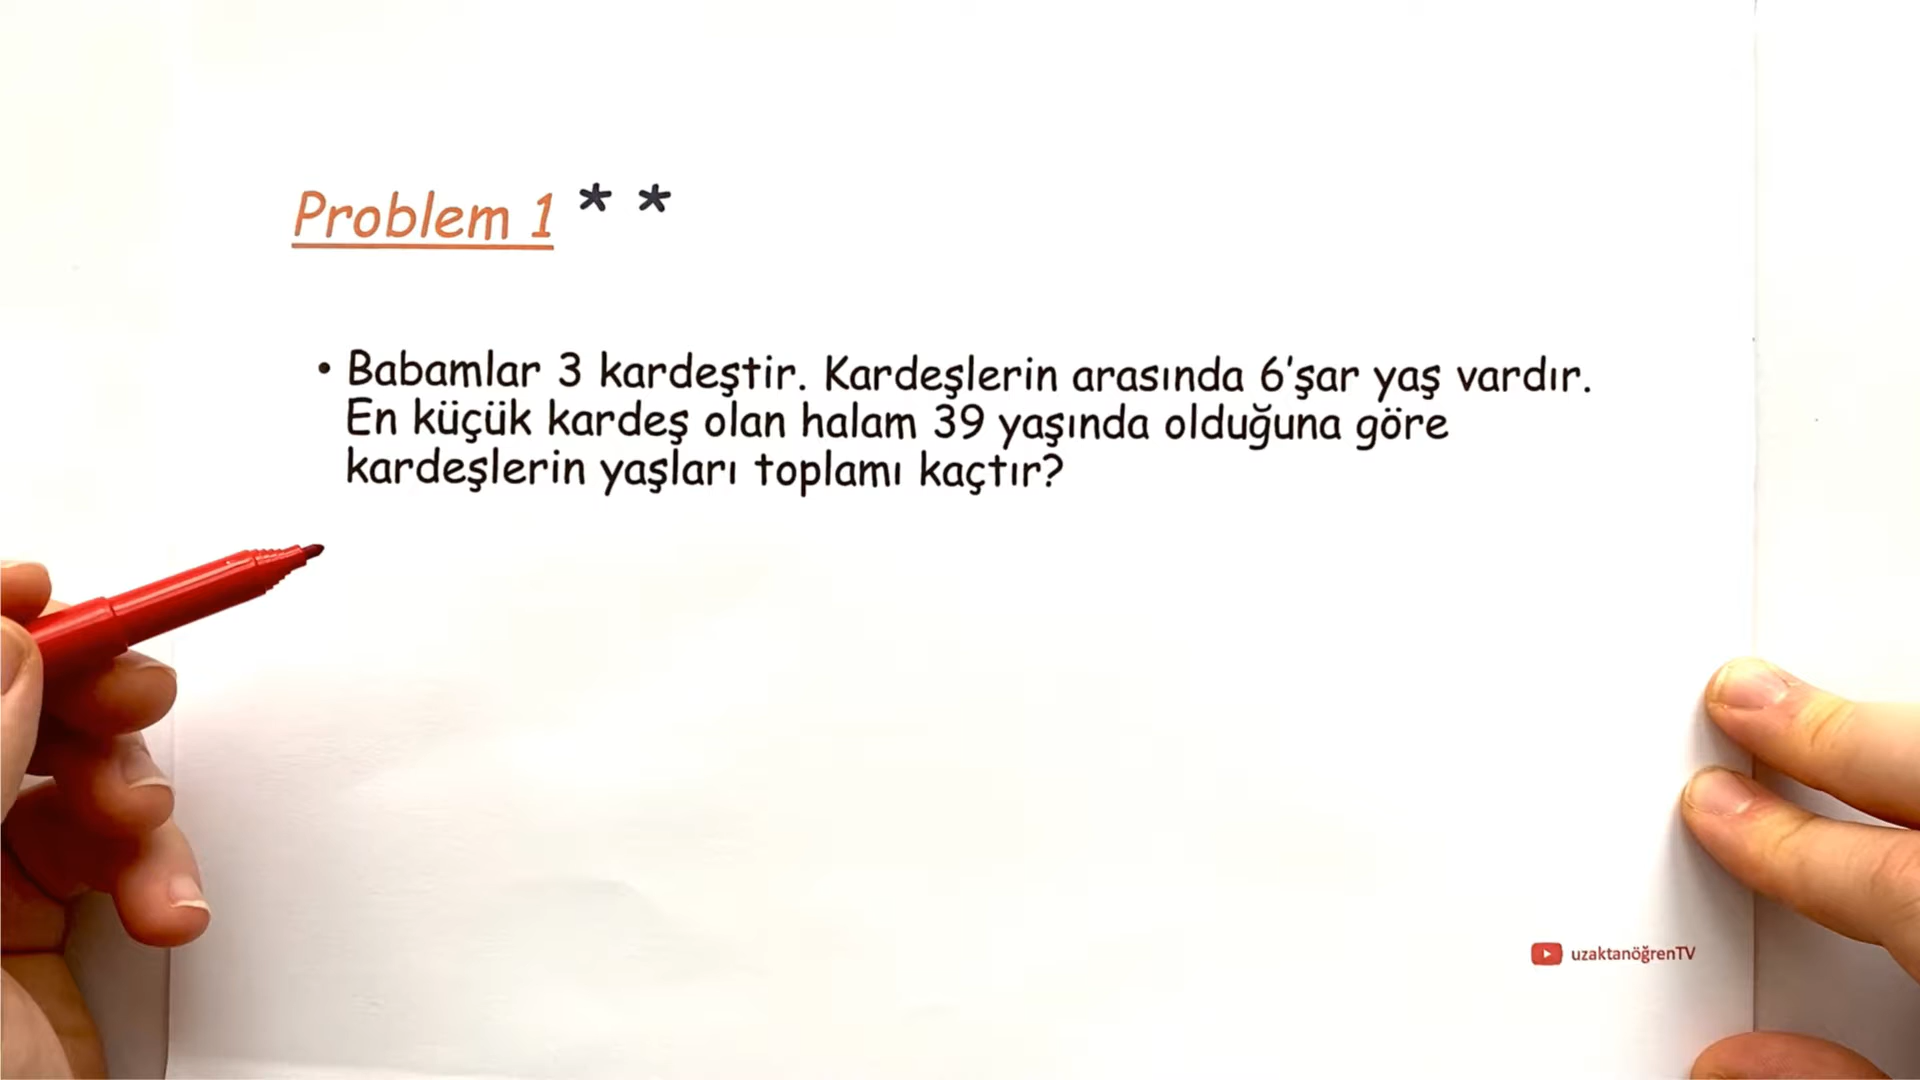 Problem 1 * *
• Babamlar 3 kardeştir. Kardeşlerin arasında 6'şar yaş vardır.
En küçük kardeş olan halam 39 yaşında olduğuna göre
kardeşlerin yaşları toplamı kaçtır?
uzaktanöğrenTV